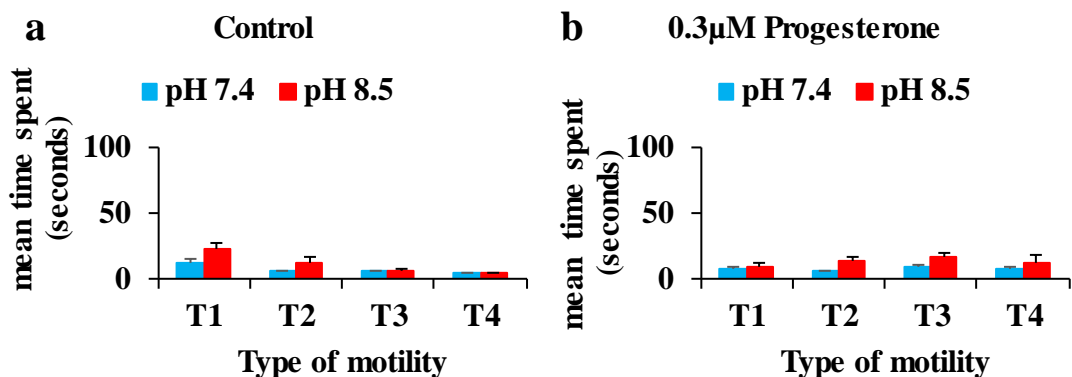 a Control
pH 7.4 pH 8.5
mean time spent
(seconds)
100
50
0
T1 T2 T3 T4
Type of motility
b 0.3µM Progesterone
pH 7.4 pH 8.5
mean time spent
(seconds)
100
50
0
T1 T2 T3 T4
Type of motility